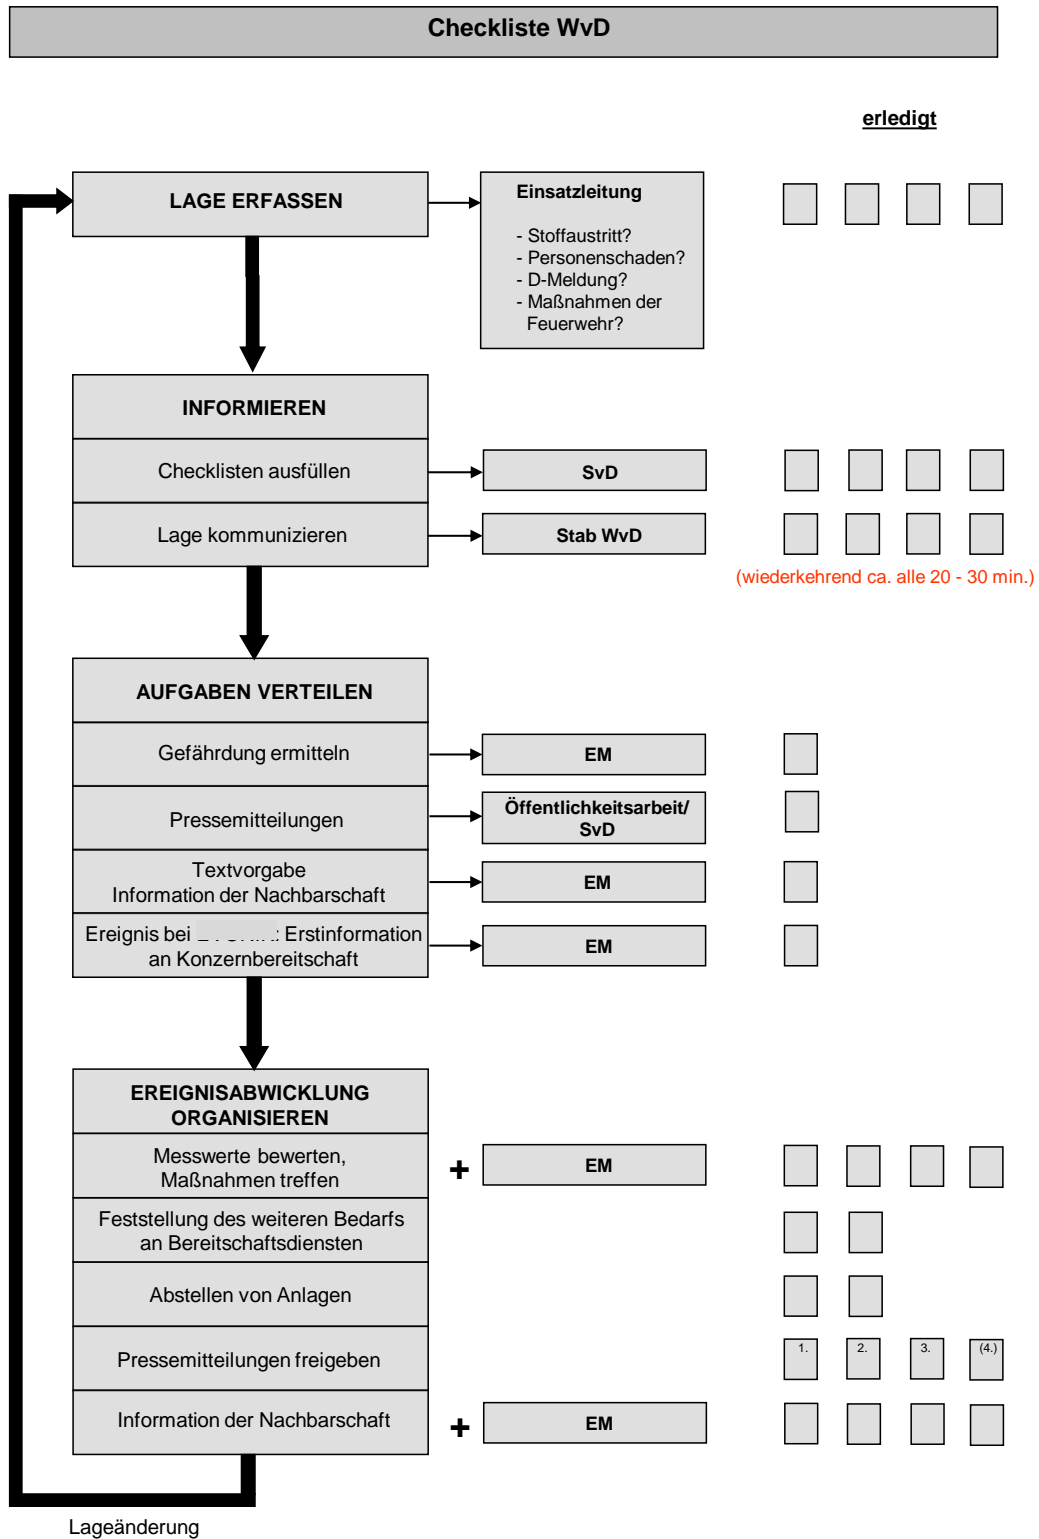 Checkliste WvD
erledigt
LAGE ERFASSEN
Einsatzleitung
- Stoffaustritt?
- Personenschaden?
- D-Meldung?
- Maßnahmen der
Feuerwehr?
INFORMIEREN
Checklisten ausfüllen
SvD
Lage kommunizieren
Stab WvD
(wiederkehrend ca. alle 20 - 30 min.)
AUFGABEN VERTEILEN
Gefährdung ermitteln
EM
Pressemitteilungen
Öffentlichkeitsarbeit/
SvD
Textvorgabe
Information der Nachbarschaft
EM
Ereignis bei : Erstinformation
an Konzernbereitschaft
EM
EREIGNISABWICKLUNG
ORGANISIEREN
Messwerte bewerten,
Maßnahmen treffen
+ EM
Feststellung des weiteren Bedarfs
an Bereitschaftsdiensten
Abstellen von Anlagen
Pressemitteilungen freigeben
1. 2. 3. (4.)
Information der Nachbarschaft
+ EM
Lageänderung